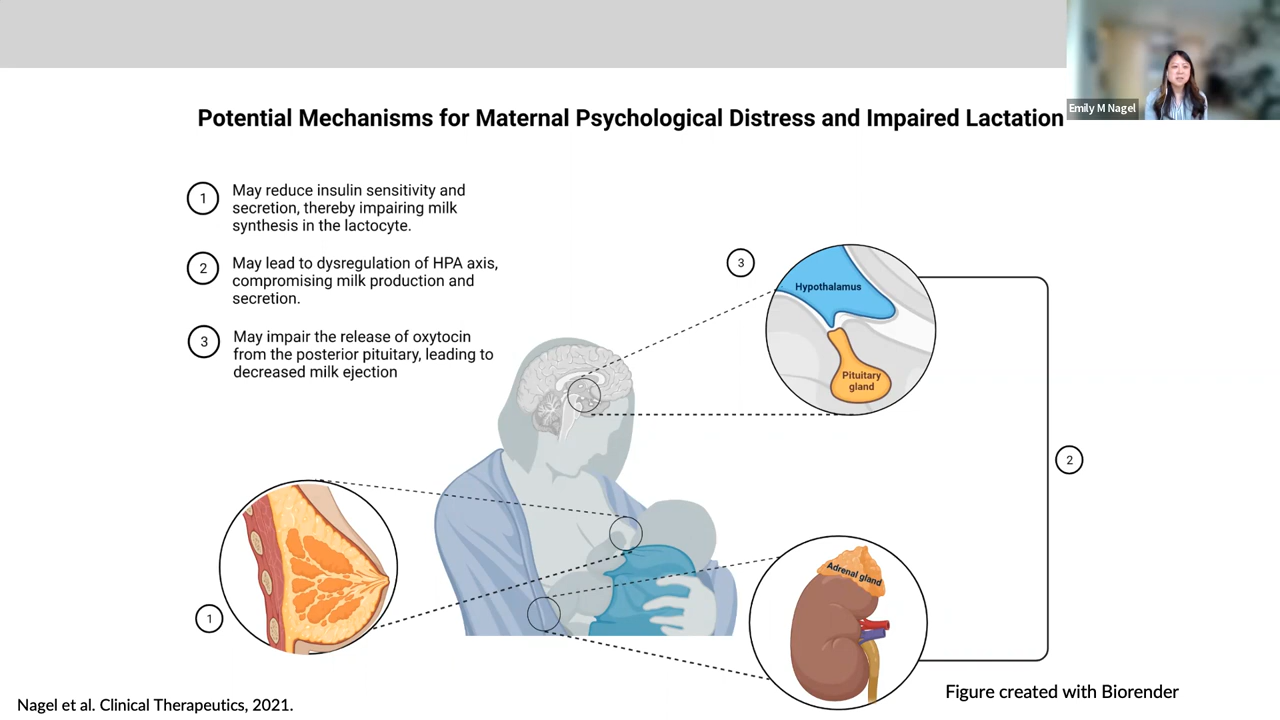 Emily M Nagel
Potential Mechanisms for Maternal Psychological Distress and Impaired Lactation
1
May reduce insulin sensitivity and
secretion, thereby impairing milk
synthesis in the lactocyte.
2
May lead to dysregulation of HPA axis,
compromising milk production and
secretion.
3
May impair the release of oxytocin
from the posterior pituitary, leading to
decreased milk ejection
3
Hypothalamus
Pituitary
gland
2
Adrenal gland
1
Figure created with Biorender
Nagel et al. Clinical Therapeutics, 2021.